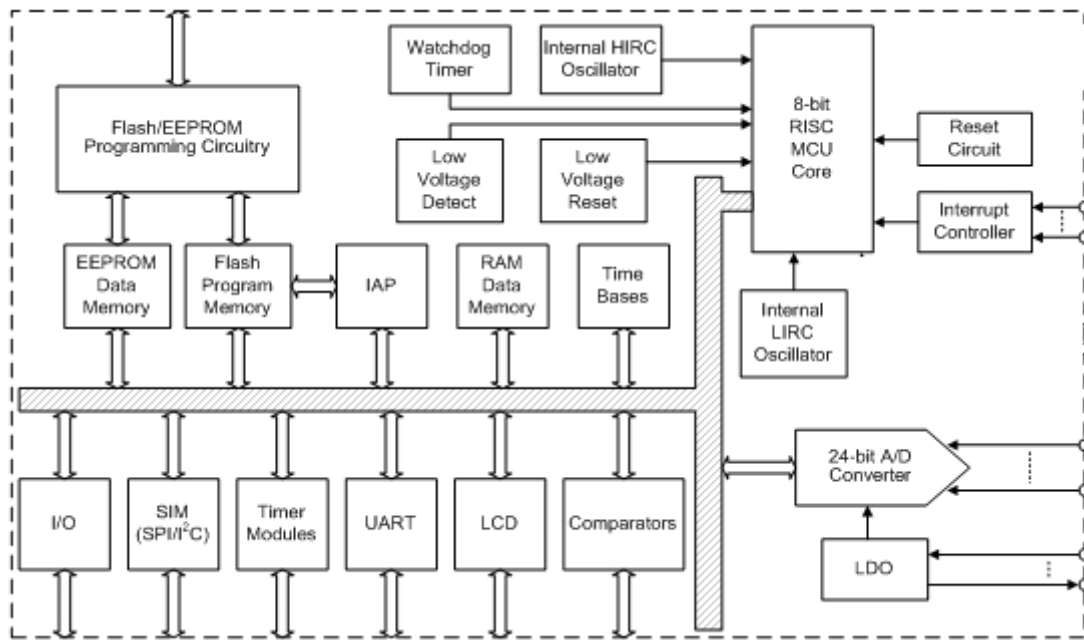 Watchdog
Timer
Internal HIRC
Oscillator
8-bit
RISC
MCU
Core
Flash/EEPROM
Programming Circuitry
Low
Voltage
Detect
Low
Voltage
Reset
Reset
Circuit
Interrupt
Controller
EEPROM
Data
Memory
Flash
Program
Memory
IAP
RAM
Data
Memory
Time
Bases
Internal
LIRC
Oscillator
24-bit A/D
Converter
I/O
SIM
(SPI/I²C)
Timer
Modules
UART
LCD
Comparators
LDO